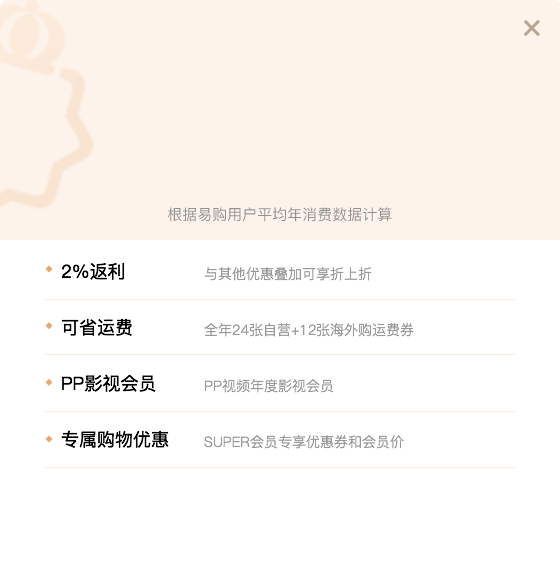 根据易购用户平均年消费数据计算
2%返利 与其他优惠叠加可享折上折
可省运费 全年24张自营+12张海外购运费券
PP影视会员 PP视频年度影视会员
专属购物优惠 SUPER会员专享优惠券和会员价